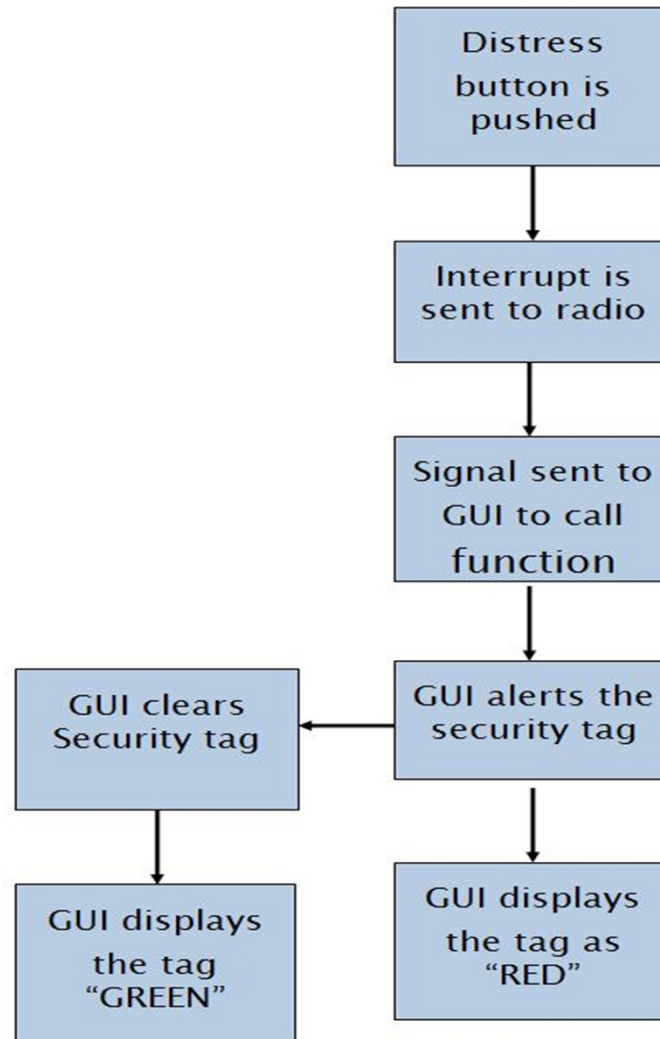 Distress
button is
pushed
Interrupt is
sent to radio
Signal sent to
GUI to call
function
GUI alerts the
security tag
GUI clears
Security tag
GUI displays
the tag as
“RED”
GUI displays
the tag
“GREEN”